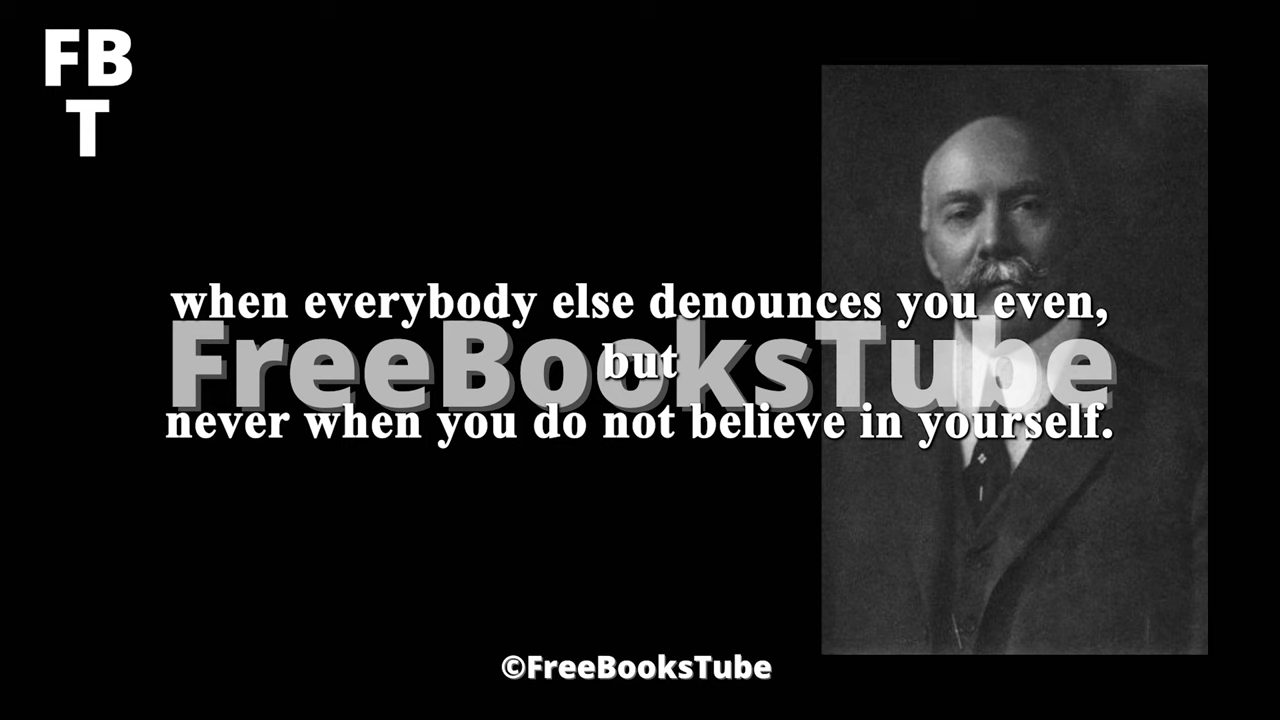 FB
T
when everybody else denounces you even,
but
FreeBooksTube
never when you do not believe in yourself.
©FreeBooksTube